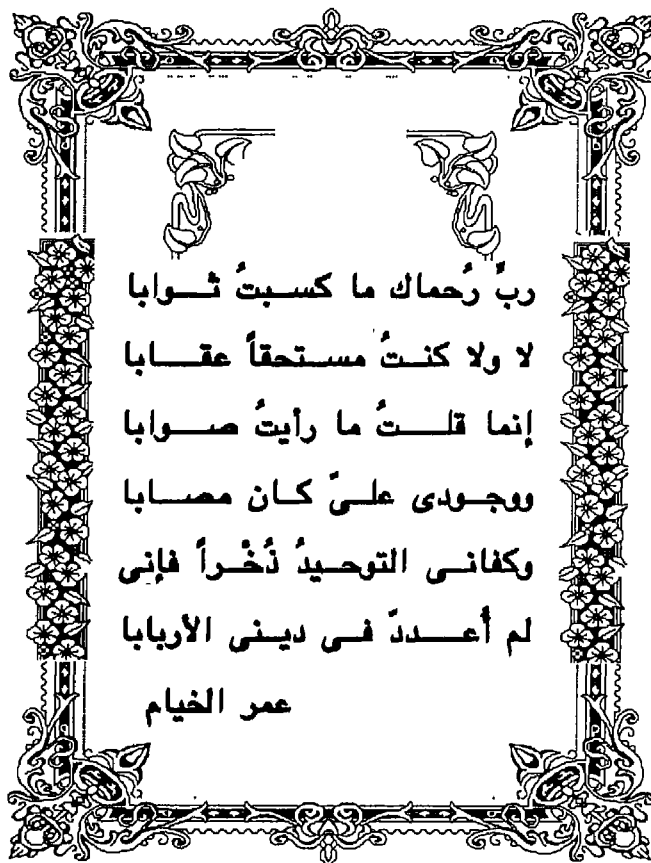 ربِّ رُحماك ما كسبتُ ثوابا
لا ولا كنتُ مستحقاً عقابا
إنما قلتُ ما رأيتُ صوابا
ووجودى علىَّ كان مصابا
وكفانى التوحيدُ ذُخْراً فإنى
لم أُعددّ فى دينى الأربابا
عمر الخيام